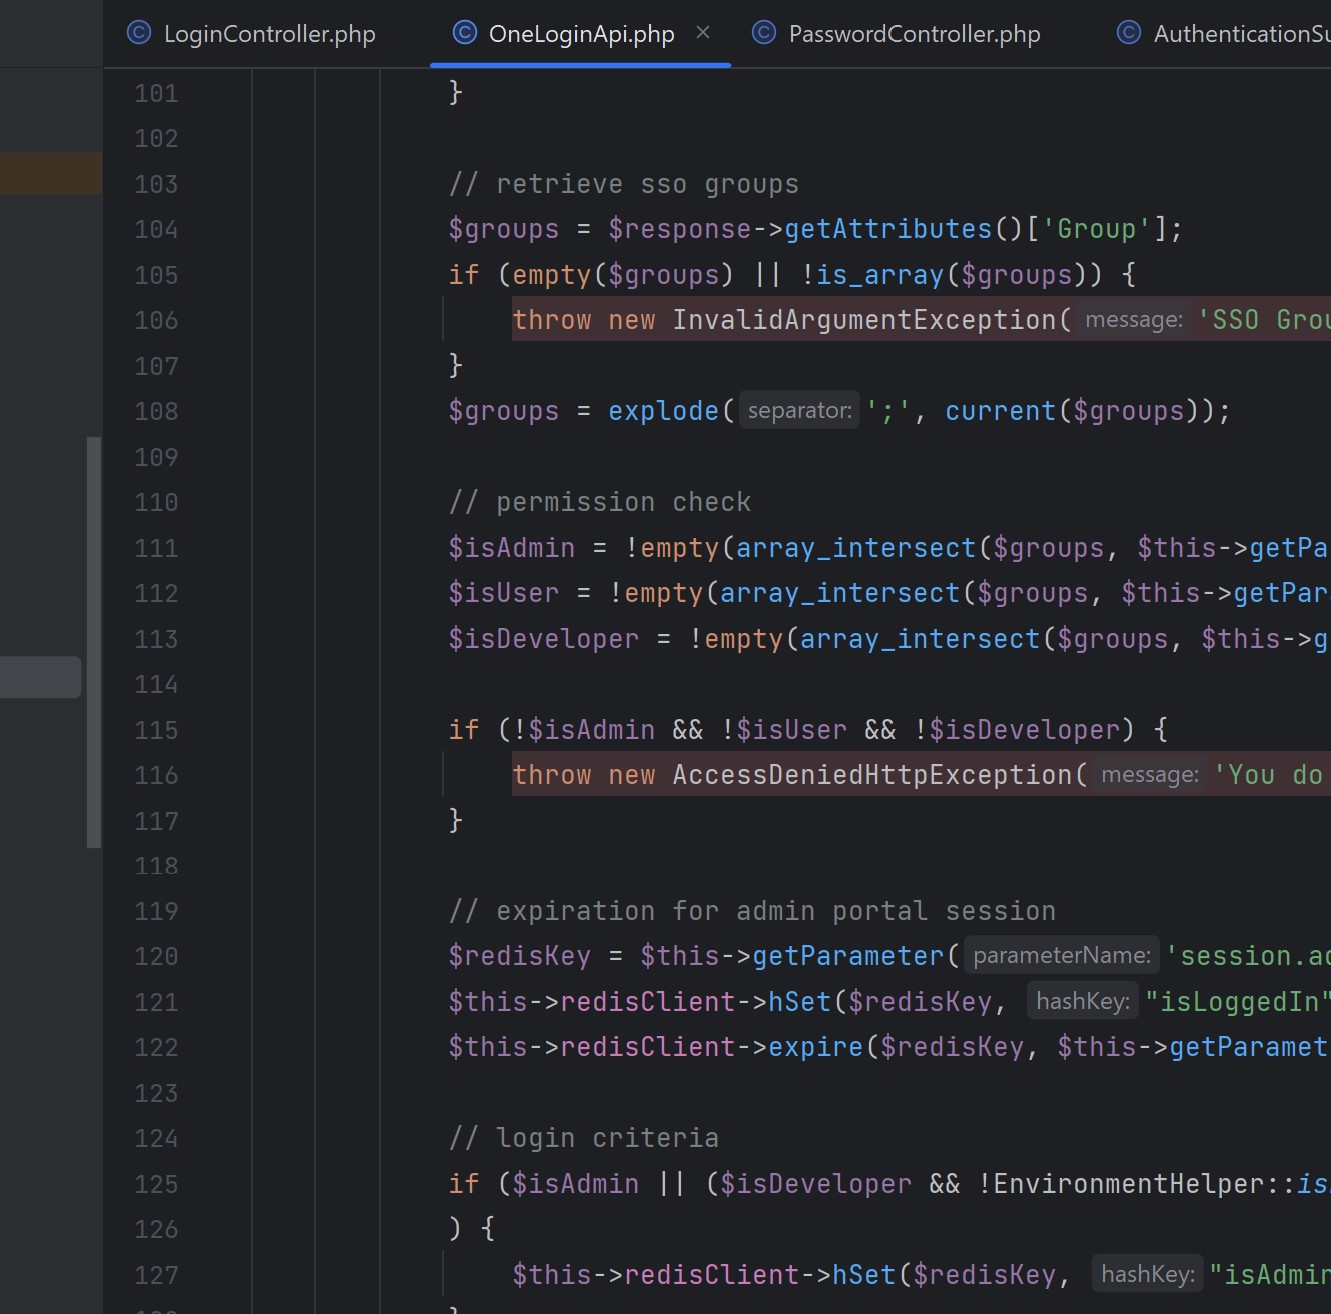 LoginController.php
OneLoginApi.php
PasswordController.php
101 }
102
103 // retrieve sso groups
104 $groups = $response->getAttributes()['Group'];
105 if (empty($groups) || !is_array($groups)) {
106 throw new InvalidArgumentException( message: 'SSO
107 }
108 $groups = explode( separator: ';', current($groups));
109
110 // permission check
111 $isAdmin = !empty(array_intersect($groups, $this->getPa
112 $isUser = !empty(array_intersect($groups, $this->getPar
113 $isDeveloper = !empty(array_intersect($groups, $this->g
114
115 if (!$isAdmin && !$isUser && !$isDeveloper) {
116 throw new AccessDeniedHttpException( message: 'You do
117 }
118
119 // expiration for admin portal session
120 $redisKey = $this->getParameter( parameterName: 'session.ad
121 $this->redisClient->hSet($redisKey, hashKey: "isLoggedIn"
122 $this->redisClient->expire($redisKey, $this->getParamet
123
124 // login criteria
125 if ($isAdmin || ($isDeveloper && !EnvironmentHelper::is
126 ) {
127 $this->redisClient->hSet($redisKey, hashKey: "isAdmin